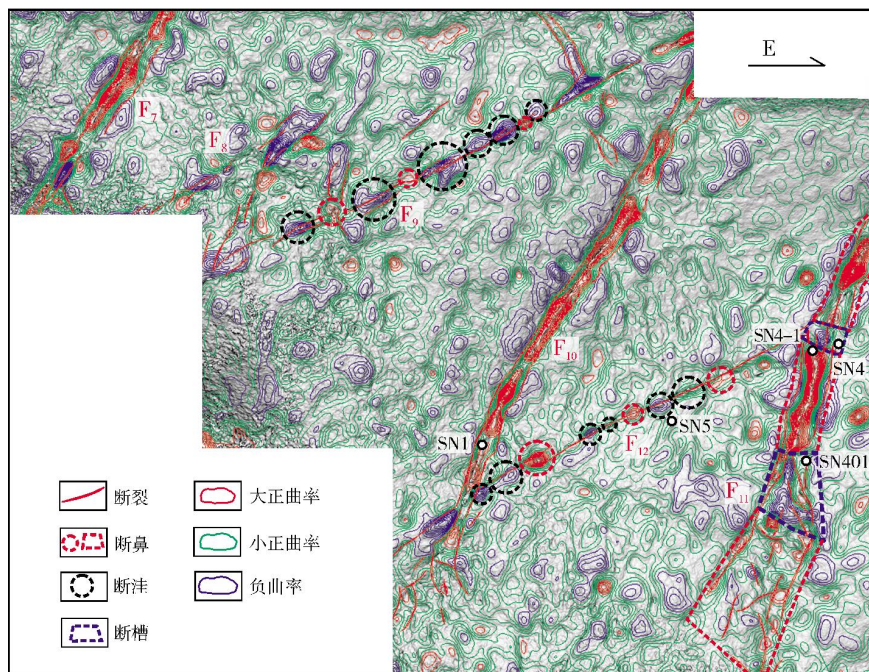 E
F7
F8
F9
F10
SN4-1
SN4
SN1
F12
SN5
SN401
F11
断裂
大正曲率
断鼻
小正曲率
断洼
负曲率
断槽